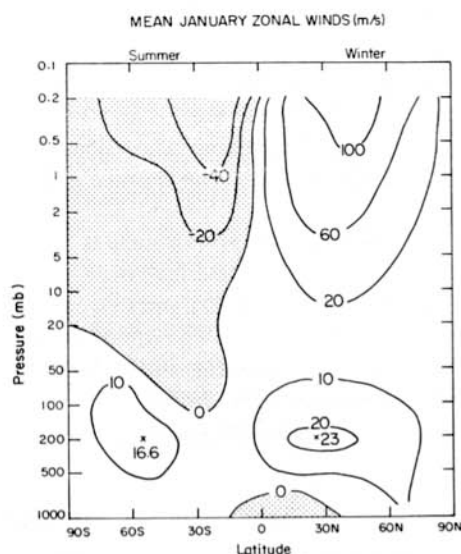 MEAN JANUARY ZONAL WINDS (m/s)
Summer Winter
0.1
0.2
0.5 100
1 -40
2 -20 60
5
10 20
20
50 10
100 10 0
200 16.6 20 ×23
500
1000 0
90S 60S 30S 0 30N 60N 90N
Pressure (mb)
Latitude